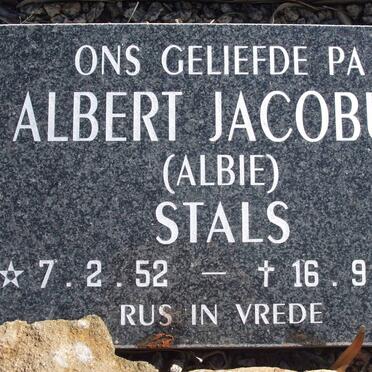 ONS GELIEFDE PA
ALBERT JACOBU
(ALBIE)
STALS
☆ 7.2.52 — † 16.9
RUS IN VREDE